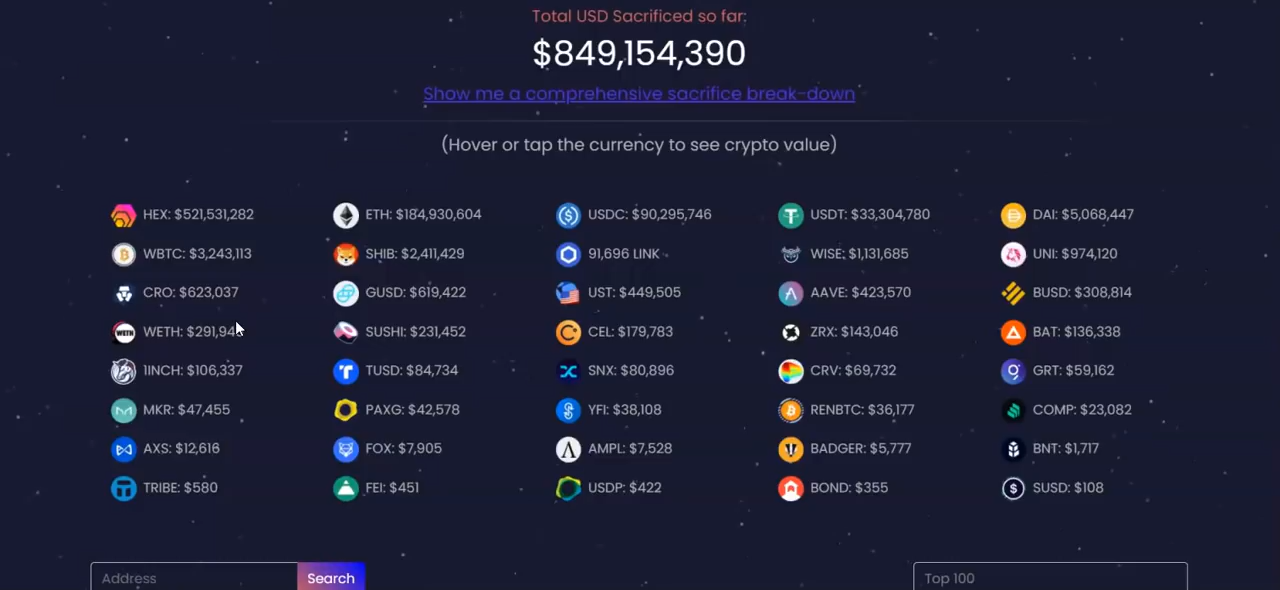 Total USD Sacrificed so far:
$849,154,390
Show me a comprehensive sacrifice break-down
(Hover or tap the currency to see crypto value)
HEX: $521,531,282 ETH: $184,930,604 USDC: $90,295,746 USDT: $33,304,780 DAI: $5,068,447
WBTC: $3,243,113 SHIB: $2,411,429 91,696 LINK WISE: $1,131,685 UNI: $974,120
CRO: $623,037 GUSD: $619,422 UST: $449,505 AAVE: $423,570 BUSD: $308,814
WETH: SUSHI: $231,452 CEL: $179,783 ZRX: $143,046 BAT: $136,338
1INCH: $106,337 TUSD: $84,734 SNX: $80,896 CRV: $69,732 GRT: $59,162
MKR: $47,455 PAXG: $42,578 YFI: $38,108 RENBTC: $36,177 COMP: $23,082
AXS: $12,616 FOX: $7,905 AMPL: $7,528 BADGER: $5,777 BNT: $1,717
TRIBE: $580 FEI: $451 USDP: $422 BOND: $355 SUSD: $108
Address Search Top 100